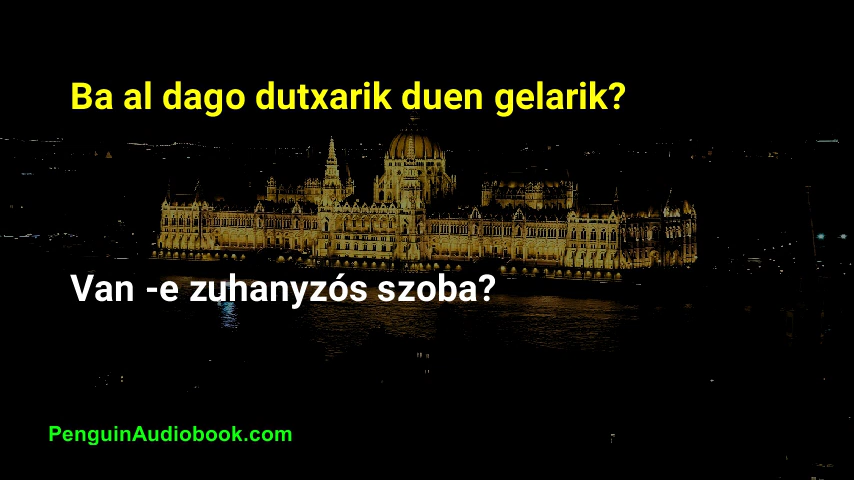 Ba al dago dutxarik duen gelarik?
Van -e zuhanyzós szoba?
PenguinAudiobook.com